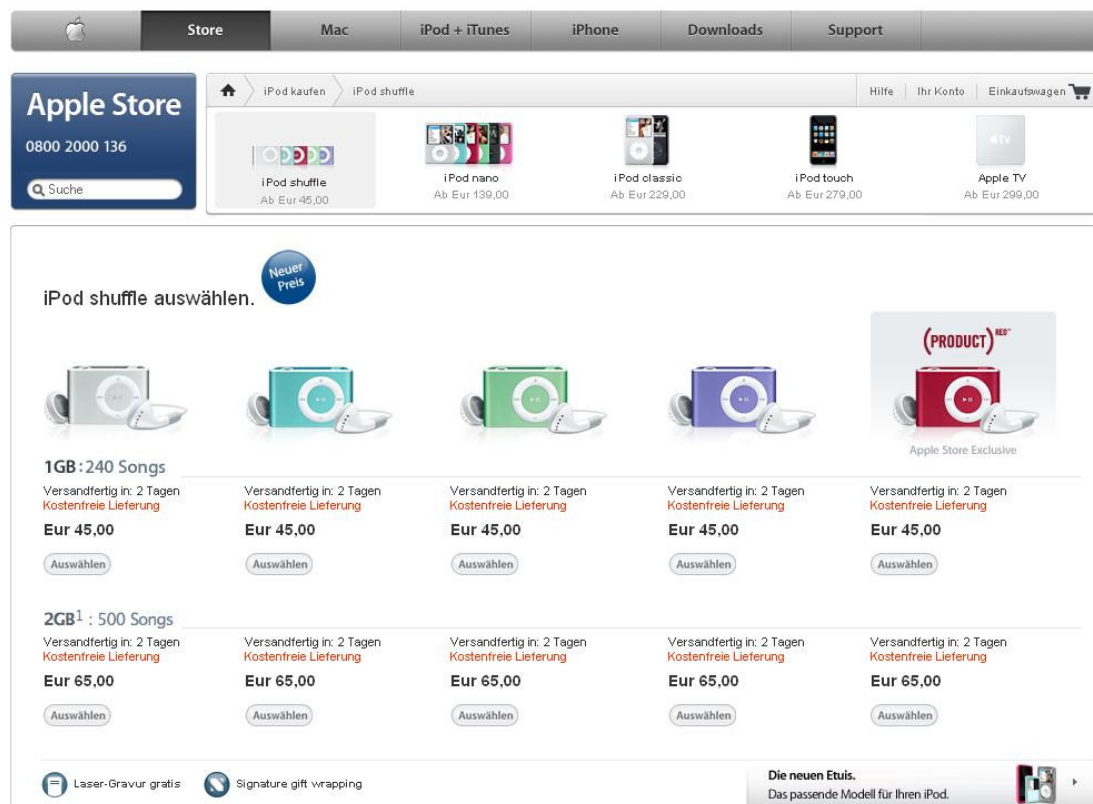 Store Mac iPod + iTunes iPhone Downloads Support
Apple Store
0800 2000 136
Suche
iPod kaufen iPod shuffle Hilfe Ihr Konto Einkaufswagen
iPod shuffle
Ab Eur 45,00
iPod nano
Ab Eur 139,00
iPod classic
Ab Eur 229,00
iPod touch
Ab Eur 279,00
tv
Apple TV
Ab Eur 299,00
iPod shuffle auswählen.
Neuer
Preis
(PRODUCT) RED™
Apple Store Exclusive
1GB : 240 Songs
Versandfertig in: 2 Tagen Versandfertig in: 2 Tagen Versandfertig in: 2 Tagen Versandfertig in: 2 Tagen Versandfertig in: 2 Tagen
Kostenfreie Lieferung Kostenfreie Lieferung Kostenfreie Lieferung Kostenfreie Lieferung Kostenfreie Lieferung
Eur 45,00 Eur 45,00 Eur 45,00 Eur 45,00 Eur 45,00
Auswählen Auswählen Auswählen Auswählen Auswählen
2GB¹ : 500 Songs
Versandfertig in: 2 Tagen Versandfertig in: 2 Tagen Versandfertig in: 2 Tagen Versandfertig in: 2 Tagen Versandfertig in: 2 Tagen
Kostenfreie Lieferung Kostenfreie Lieferung Kostenfreie Lieferung Kostenfreie Lieferung Kostenfreie Lieferung
Eur 65,00 Eur 65,00 Eur 65,00 Eur 65,00 Eur 65,00
Auswählen Auswählen Auswählen Auswählen Auswählen
Laser-Gravur gratis Signature gift wrapping
Die neuen Etuis.
Das passende Modell für Ihren iPod.